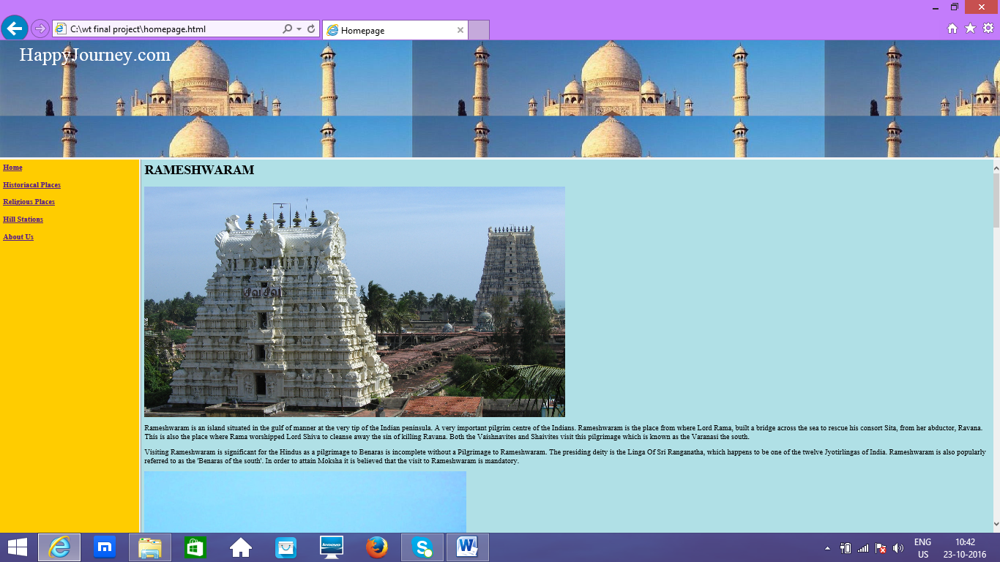 C:\wt final project\homepage.html
Homepage
HappyJourney.com
Home
Historiacal Places
Religious Places
Hill Stations
About Us
RAMESHWARAM
சிவ சிவ
Rameshwaram is an island situated in the gulf of manner at the very tip of the Indian peninsula. A very important pilgrim centre of the Indians. Rameshwaram is the place from where Lord Rama, built a bridge across the sea to rescue his consort Sita, from her abductor, Ravana.
This is also the place where Rama worshipped Lord Shiva to cleanse away the sin of killing Ravana. Both the Vaishnavites and Shaivites visit this pilgrimage which is known as the Varanasi the south.
Visiting Rameshwaram is significant for the Hindus as a pilgrimage to Benaras is incomplete without a Pilgrimage to Rameshwaram. The presiding deity is the Linga Of Sri Ranganatha, which happens to be one of the twelve Jyotirlingas of India. Rameshwaram is also popularly
referred to as the 'Benaras of the south'. In order to attain Moksha it is believed that the visit to Rameshwaram is mandatory.
lenovo
ENG
US
10:42
23-10-2016